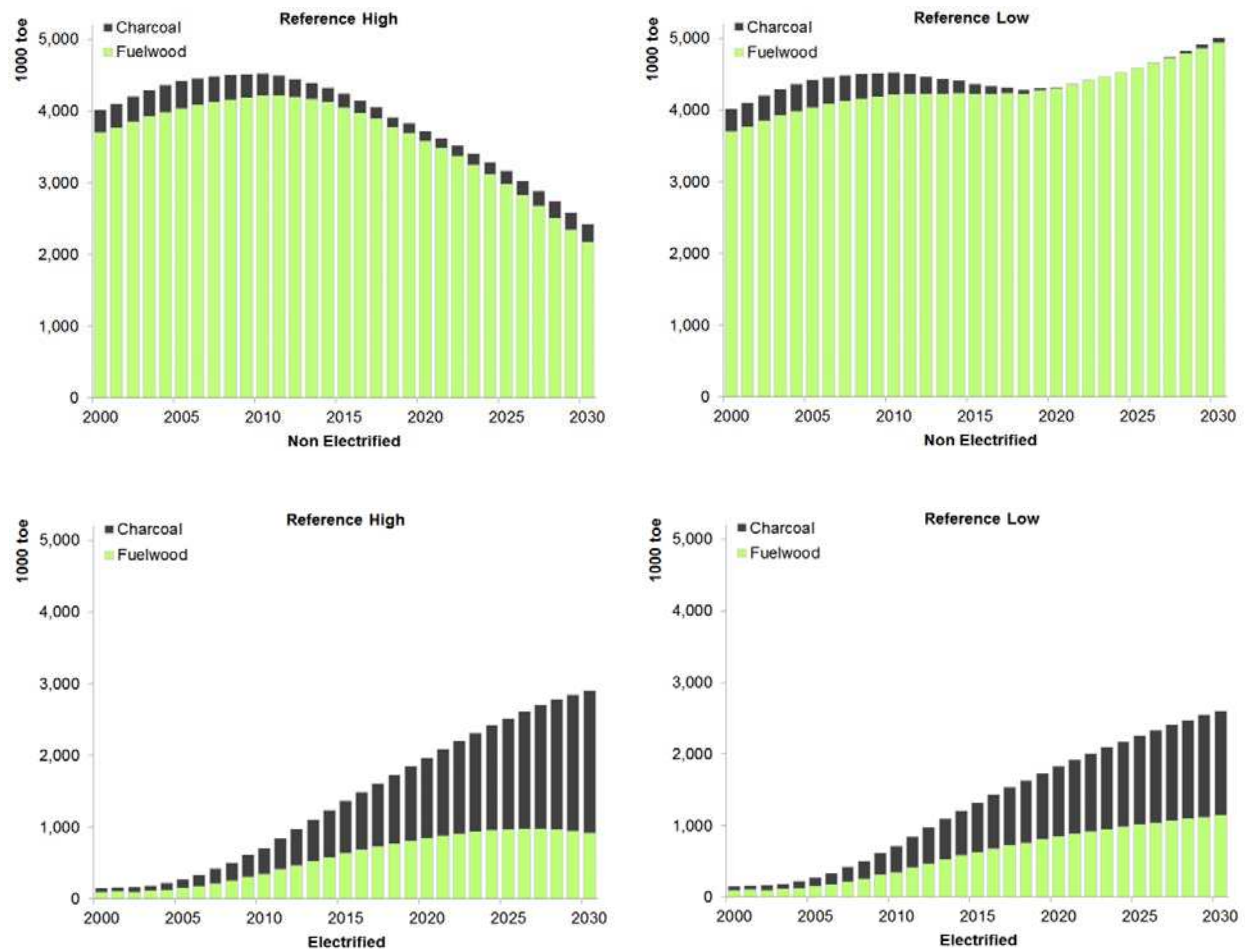 Reference High
1000 toe
Charcoal
Fuelwood
5,000
4,000
3,000
2,000
1,000
0
2000 2005 2010 2015 2020 2025 2030
Non Electrified
Reference Low
1000 toe
Charcoal
Fuelwood
5,000
4,000
3,000
2,000
1,000
0
2000 2005 2010 2015 2020 2025 2030
Non Electrified
Reference High
1000 toe
Charcoal
Fuelwood
5,000
4,000
3,000
2,000
1,000
0
2000 2005 2010 2015 2020 2025 2030
Electrified
Reference Low
1000 toe
Charcoal
Fuelwood
5,000
4,000
3,000
2,000
1,000
0
2000 2005 2010 2015 2020 2025 2030
Electrified